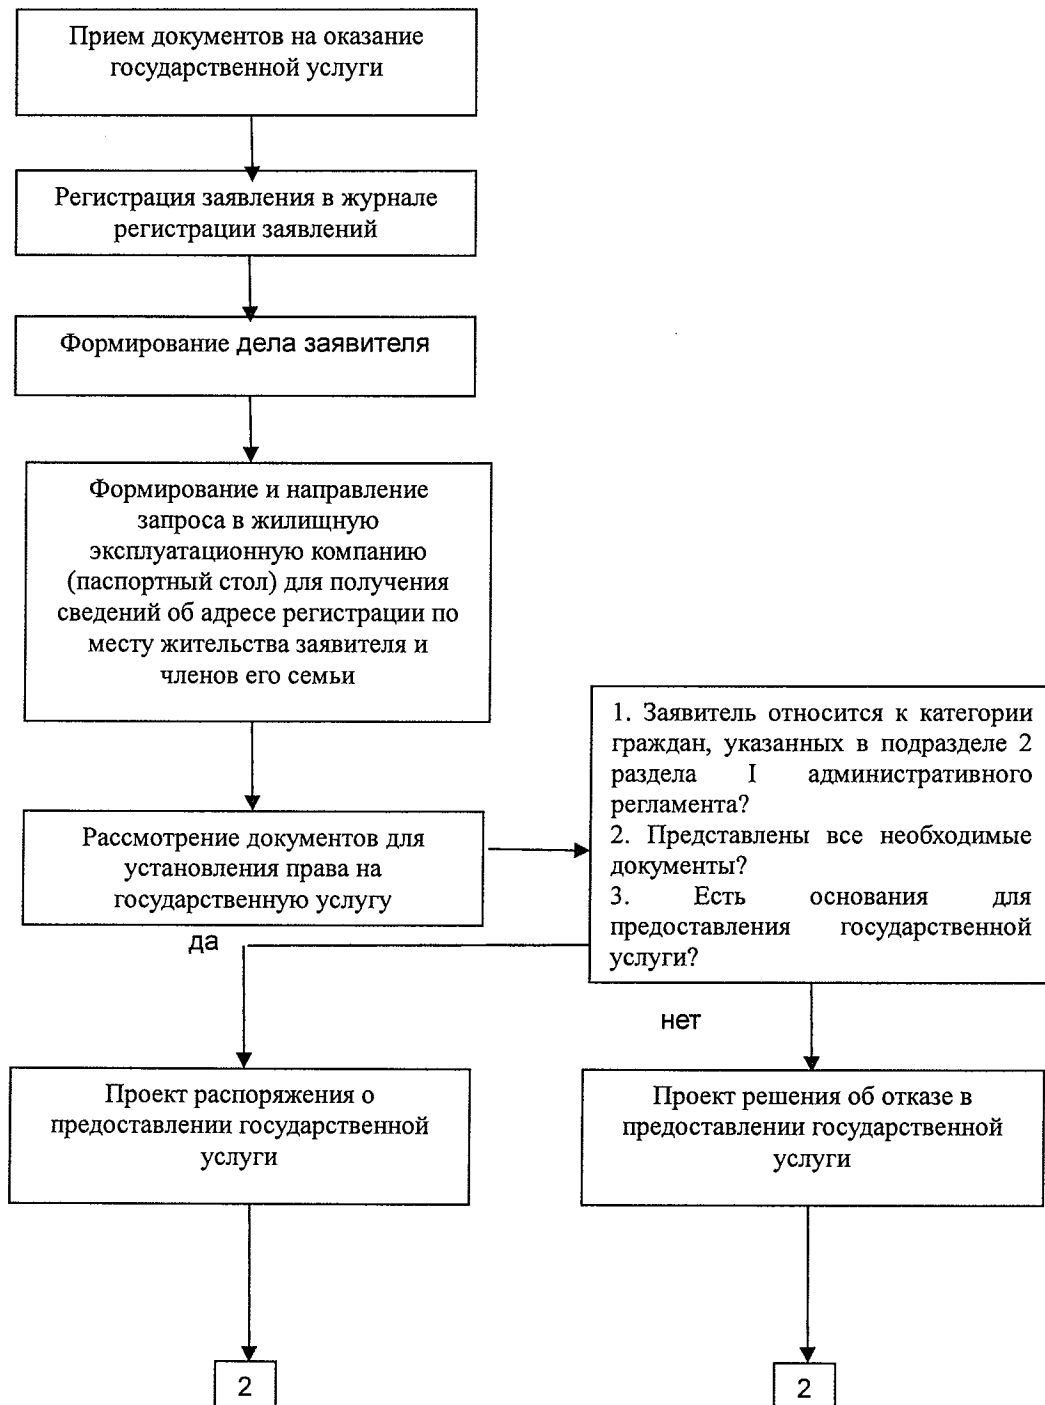 Прием документов на оказание
государственной услуги
Регистрация заявления в журнале
регистрации заявлений
Формирование дела заявителя
Формирование и направление
запроса в жилищную
эксплуатационную компанию
(паспортный стол) для получения
сведений об адресе регистрации по
месту жительства заявителя и
членов его семьи
Рассмотрение документов для
установления права на
государственную услугу
1. Заявитель относится к категории
граждан, указанных в подразделе 2
раздела I административного
регламента?
2. Представлены все необходимые
документы?
3. Есть основания для
предоставления государственной
услуги?
да
нет
Проект распоряжения о
предоставлении государственной
услуги
Проект решения об отказе в
предоставлении государственной
услуги
2
2